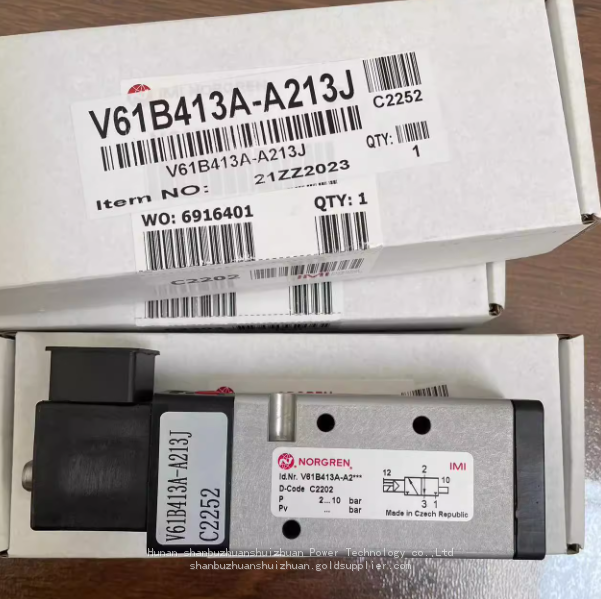 V61B413A-A213J
C2252
V61B413A-A213J
QTY:
1
Item NO: 21ZZ2023
WO: 6916401
QTY: 1
C2202
IMI
NORGREN
V61B413A-A213J
C2252
NORGREN
IMI
Id.Nr. V61B413A-A2***
D-Code C2202
P 2...10 bar
Pv ... bar
12
2
10
3 1
Made in Czech Republic
Hunan shanbuzhuanshuizhuan Power Technology co.,Ltd
shanbuzhuanshuizhuan.goldsupplier.com